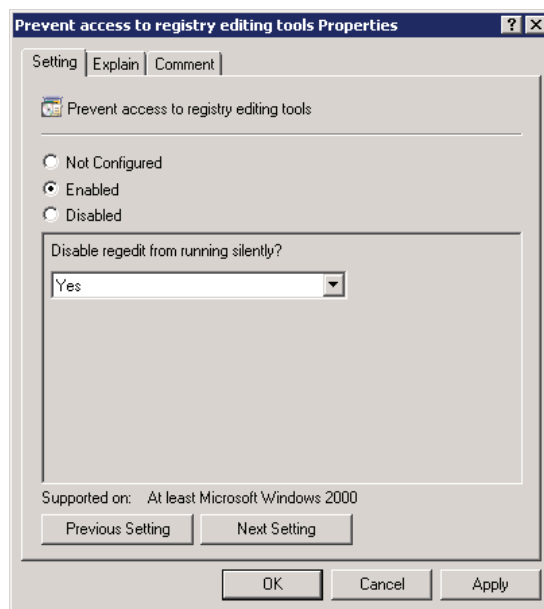 Prevent access to registry editing tools Properties ? X
Setting Explain Comment
Prevent access to registry editing tools
Not Configured
Enabled
Disabled
Disable regedit from running silently?
Yes
Supported on: At least Microsoft Windows 2000
Previous Setting Next Setting
OK Cancel Apply